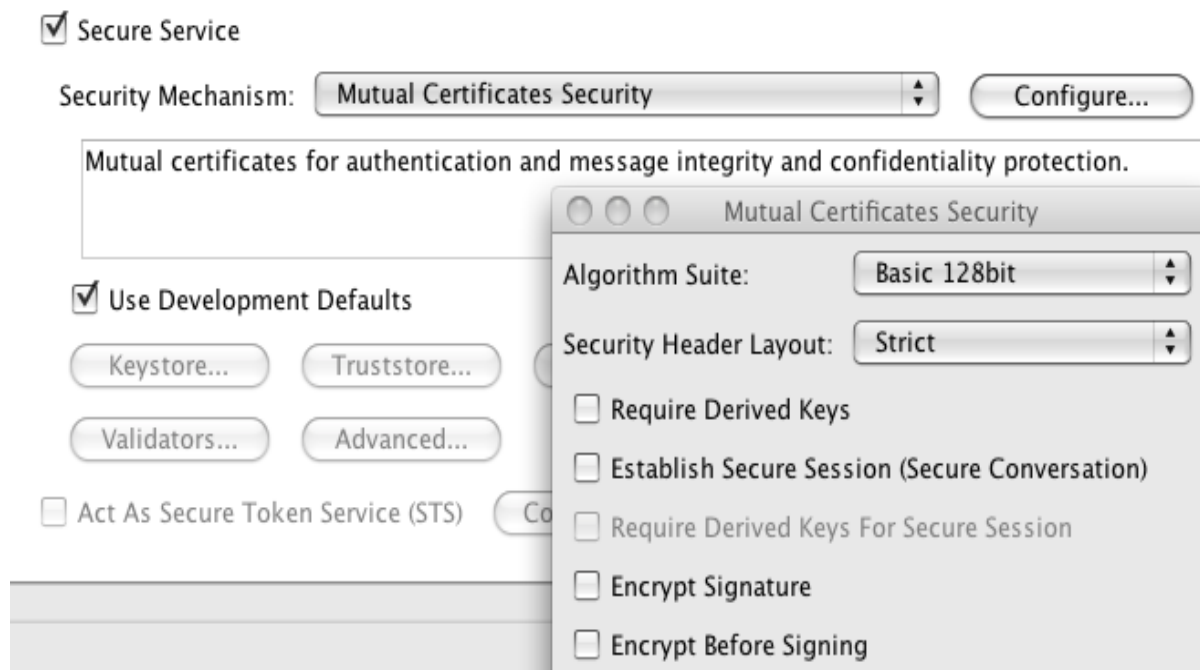 Secure Service
Security Mechanism: Mutual Certificates Security Configure...
Mutual certificates for authentication and message integrity and confidentiality protection.
Mutual Certificates Security
Algorithm Suite: Basic 128bit
Use Development Defaults
Security Header Layout: Strict
Keystore... Truststore...
Require Derived Keys
Validators... Advanced...
Establish Secure Session (Secure Conversation)
Act As Secure Token Service (STS) Co
Require Derived Keys For Secure Session
Encrypt Signature
Encrypt Before Signing